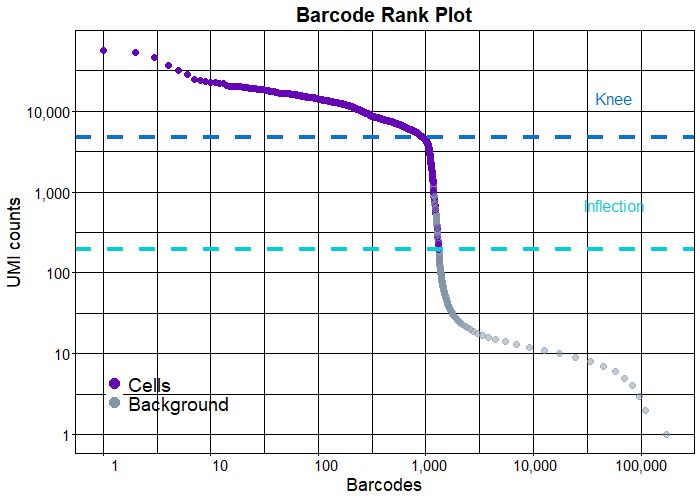 Barcode Rank Plot
Knee
10,000
1,000
Inflection
UMI counts
100
10
Cells
Background
1
1 10 100 1,000 10,000 100,000
Barcodes